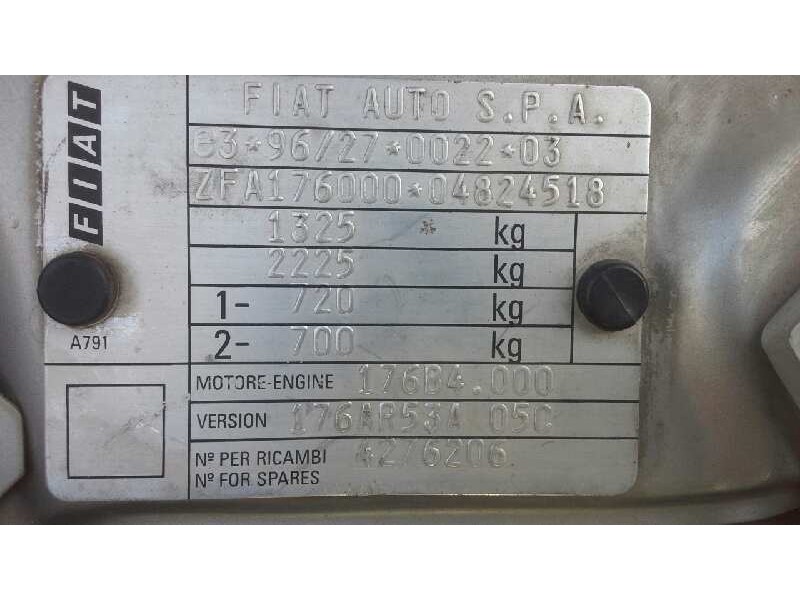 FIAT
FIAT AUTO S.P.A.
e3*96/27*0022*03
ZFA176000*04824518
1325 * kg
2225 kg
1- 720 kg
2- 700 kg
A791
MOTORE-ENGINE 176B4.000
VERSION 176AR53A 05C
Nº PER RICAMBI 4276206
Nº FOR SPARES